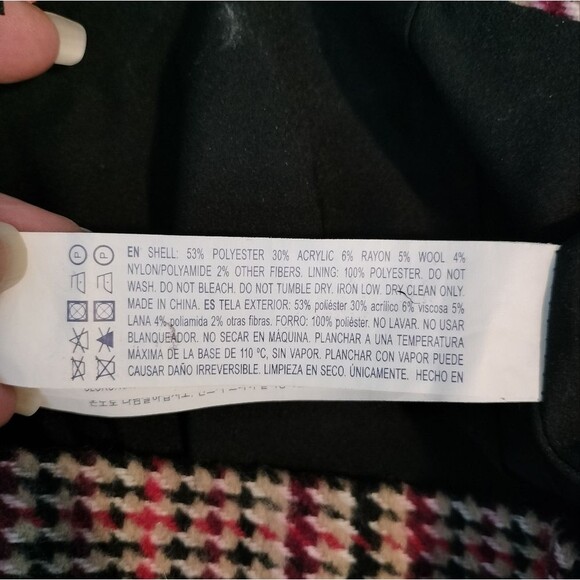 EN SHELL: 53% POLYESTER 30% ACRYLIC 6% RAYON 5% WOOL 4%
NYLON/POLYAMIDE 2% OTHER FIBERS. LINING: 100% POLYESTER. DO NOT
WASH. DO NOT BLEACH. DO NOT TUMBLE DRY. IRON LOW. DRY CLEAN ONLY.
MADE IN CHINA. ES TELA EXTERIOR: 53% poliéster 30% acrílico 6% viscosa 5%
LANA 4% poliamida 2% otras fibras. FORRO: 100% poliéster. NO LAVAR. NO USAR
BLANQUEADOR. NO SECAR EN MÁQUINA. PLANCHAR A UNA TEMPERATURA
MÁXIMA DE LA BASE DE 110 ºC, SIN VAPOR. PLANCHAR CON VAPOR PUEDE
CAUSAR DAÑO IRREVERSIBLE. LIMPIEZA EN SECO. ÚNICAMENTE. HECHO EN
P P